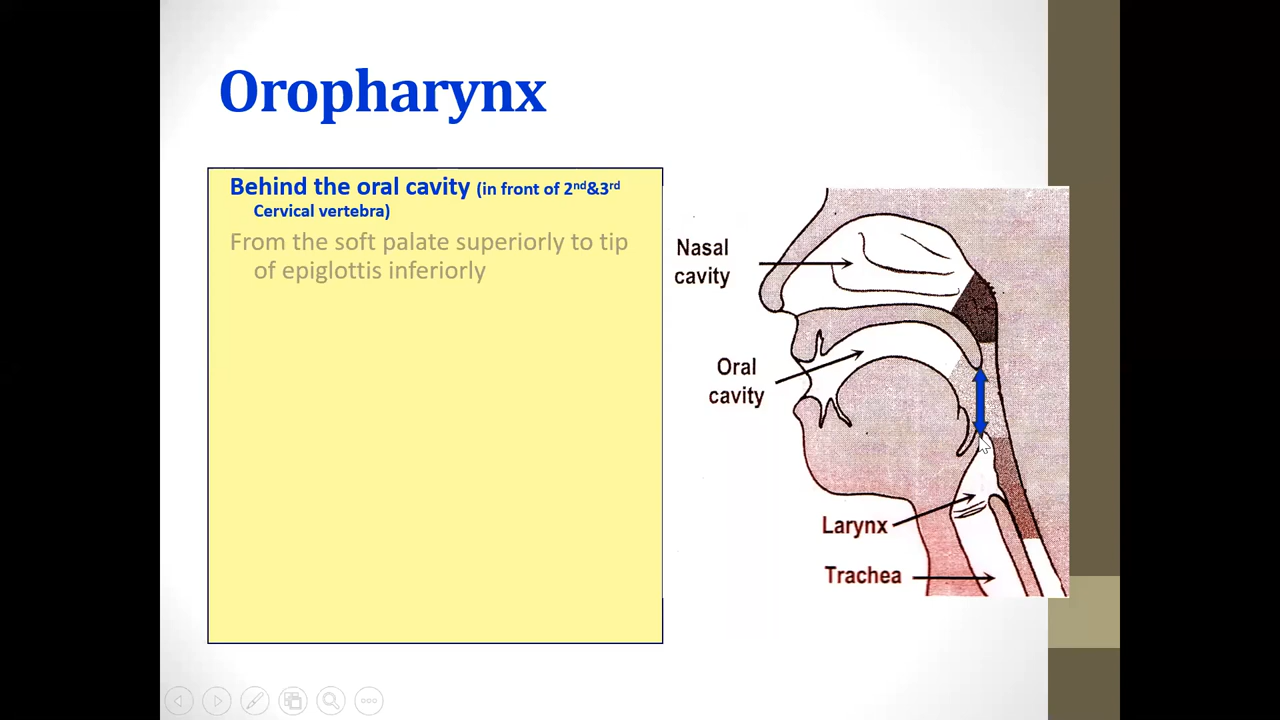 Oropharynx
Behind the oral cavity (in front of 2nd&3rd
Cervical vertebra)
From the soft palate superiorly to tip
of epiglottis inferiorly
Nasal
cavity
Oral
cavity
Larynx
Trachea